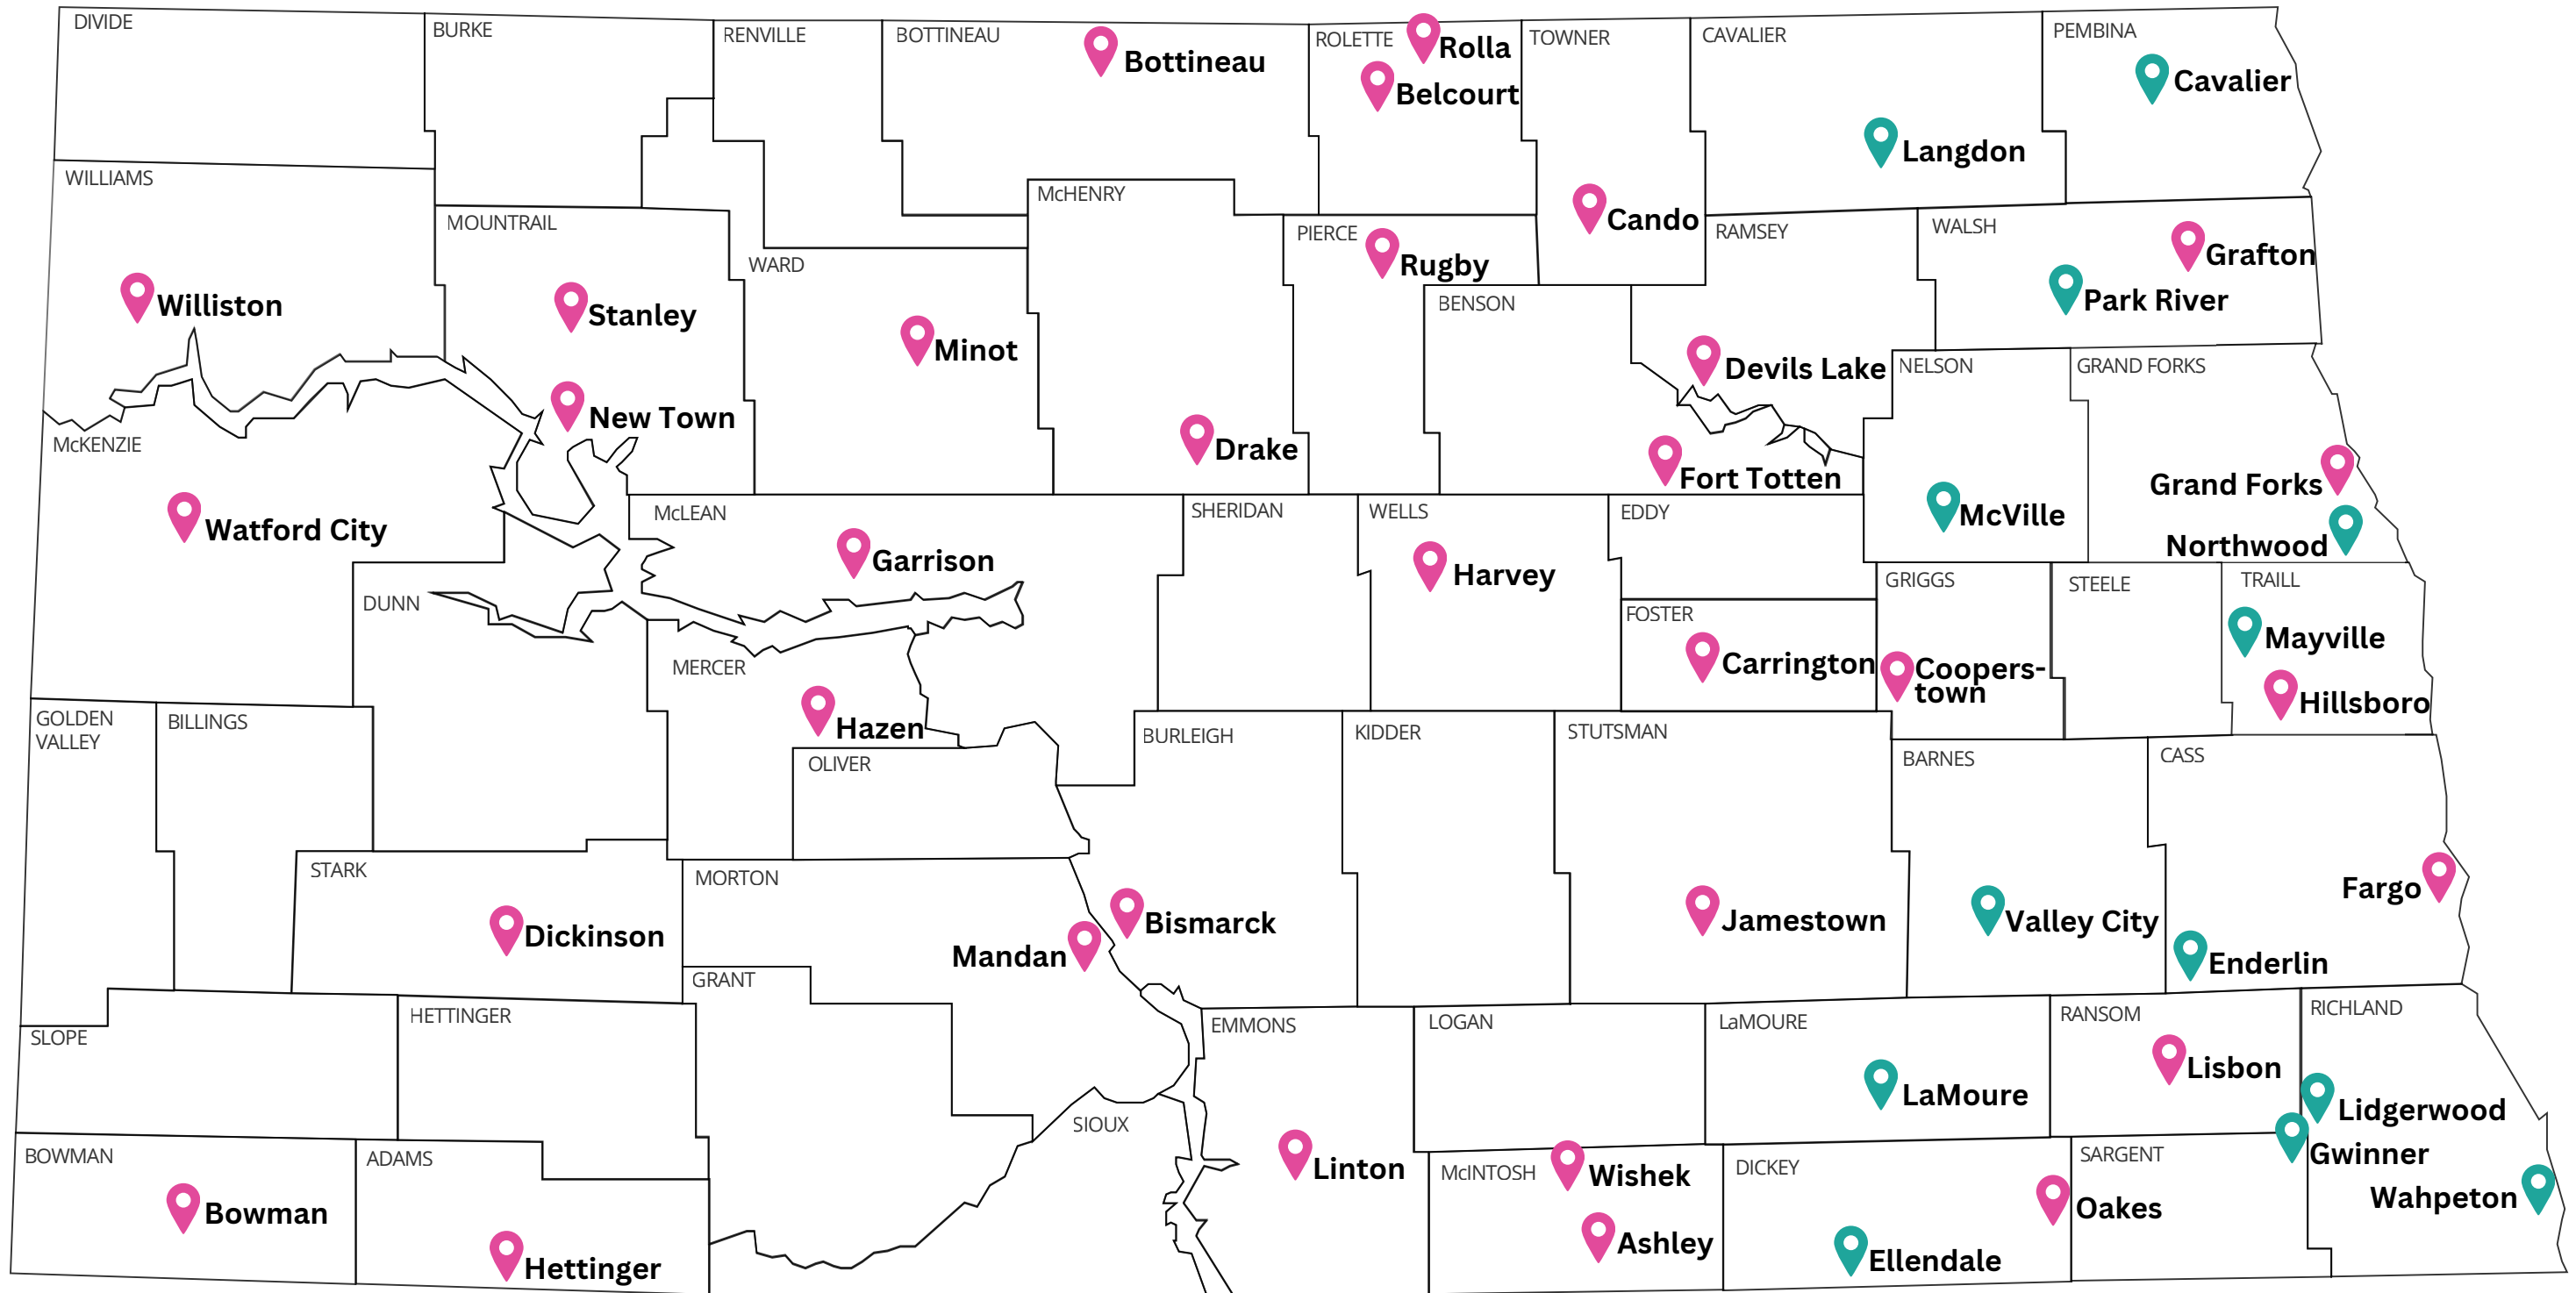 DIVIDE
BURKE
RENVILLE
BOTTINEAU
Bottineau
ROLETTE
Rolla
Belcourt
TOWNER
CAVALIER
PEMBINA
Cavalier
Langdon
WILLIAMS
MOUNTRAIL
McHENRY
Cando
PIERCE
Rugby
RAMSEY
WALSH
Grafton
Park River
WARD
Williston
Stanley
Minot
BENSON
Devils Lake
NELSON
GRAND FORKS
New Town
McKENZIE
Drake
Fort Totten
Grand Forks
McVille
Northwood
Watford City
McLEAN
SHERIDAN
WELLS
EDDY
Garrison
Harvey
GRIGGS
STEELE
TRAILL
DUNN
FOSTER
Mayville
MERCER
Carrington
Coopers-
town
Hillsboro
GOLDEN
VALLEY
BILLINGS
Hazen
BURLEIGH
KIDDER
STUTSMAN
OLIVER
BARNES
CASS
STARK
MORTON
Fargo
Dickinson
Mandan
Bismarck
Jamestown
Valley City
Enderlin
GRANT
SLOPE
HETTINGER
EMMONS
LOGAN
LaMOURE
RANSOM
RICHLAND
Lisbon
LaMoure
Lidgerwood
SIOUX
BOWMAN
ADAMS
Linton
McINTOSH
Wishek
DICKEY
SARGENT
Gwinner
Wahpeton
Bowman
Oakes
Ashley
Hettinger
Ellendale